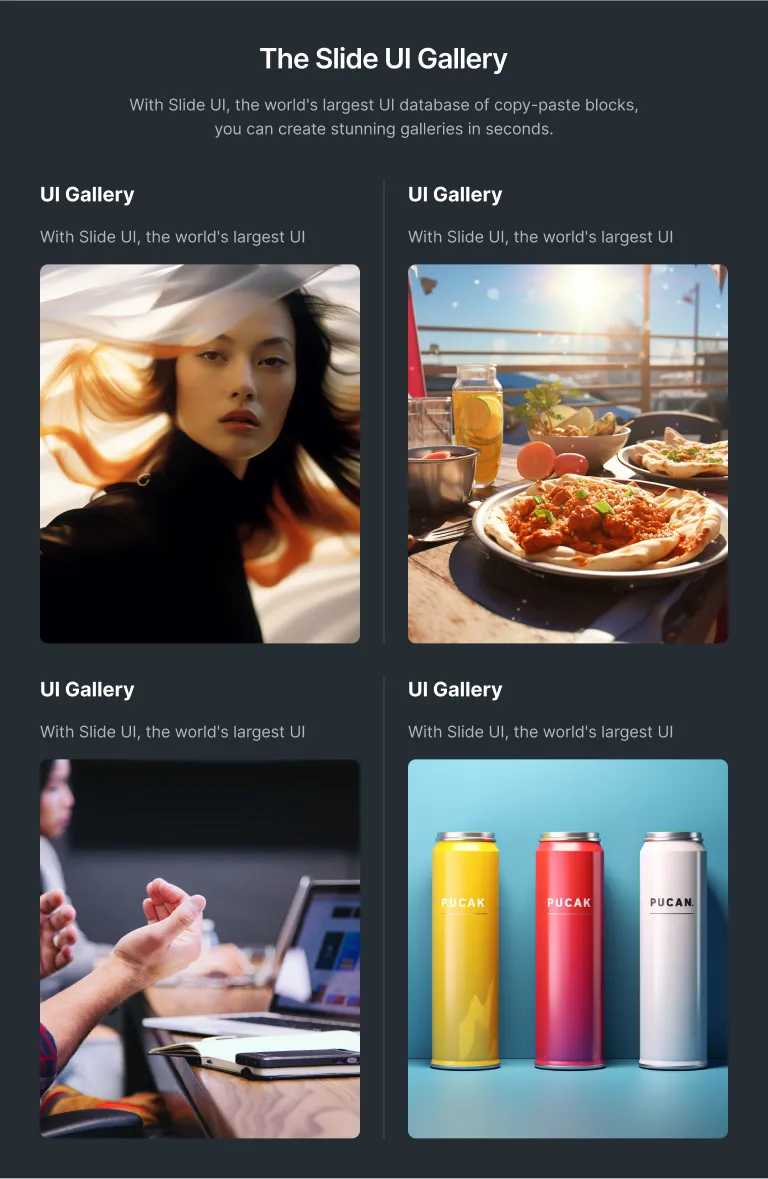 The Slide UI Gallery
With Slide UI, the world's largest UI database of copy-paste blocks,
you can create stunning galleries in seconds.
UI Gallery
With Slide UI, the world's largest UI
UI Gallery
With Slide UI, the world's largest UI
UI Gallery
With Slide UI, the world's largest UI
UI Gallery
With Slide UI, the world's largest UI
PUCAK
PUCAK
PUCAN.